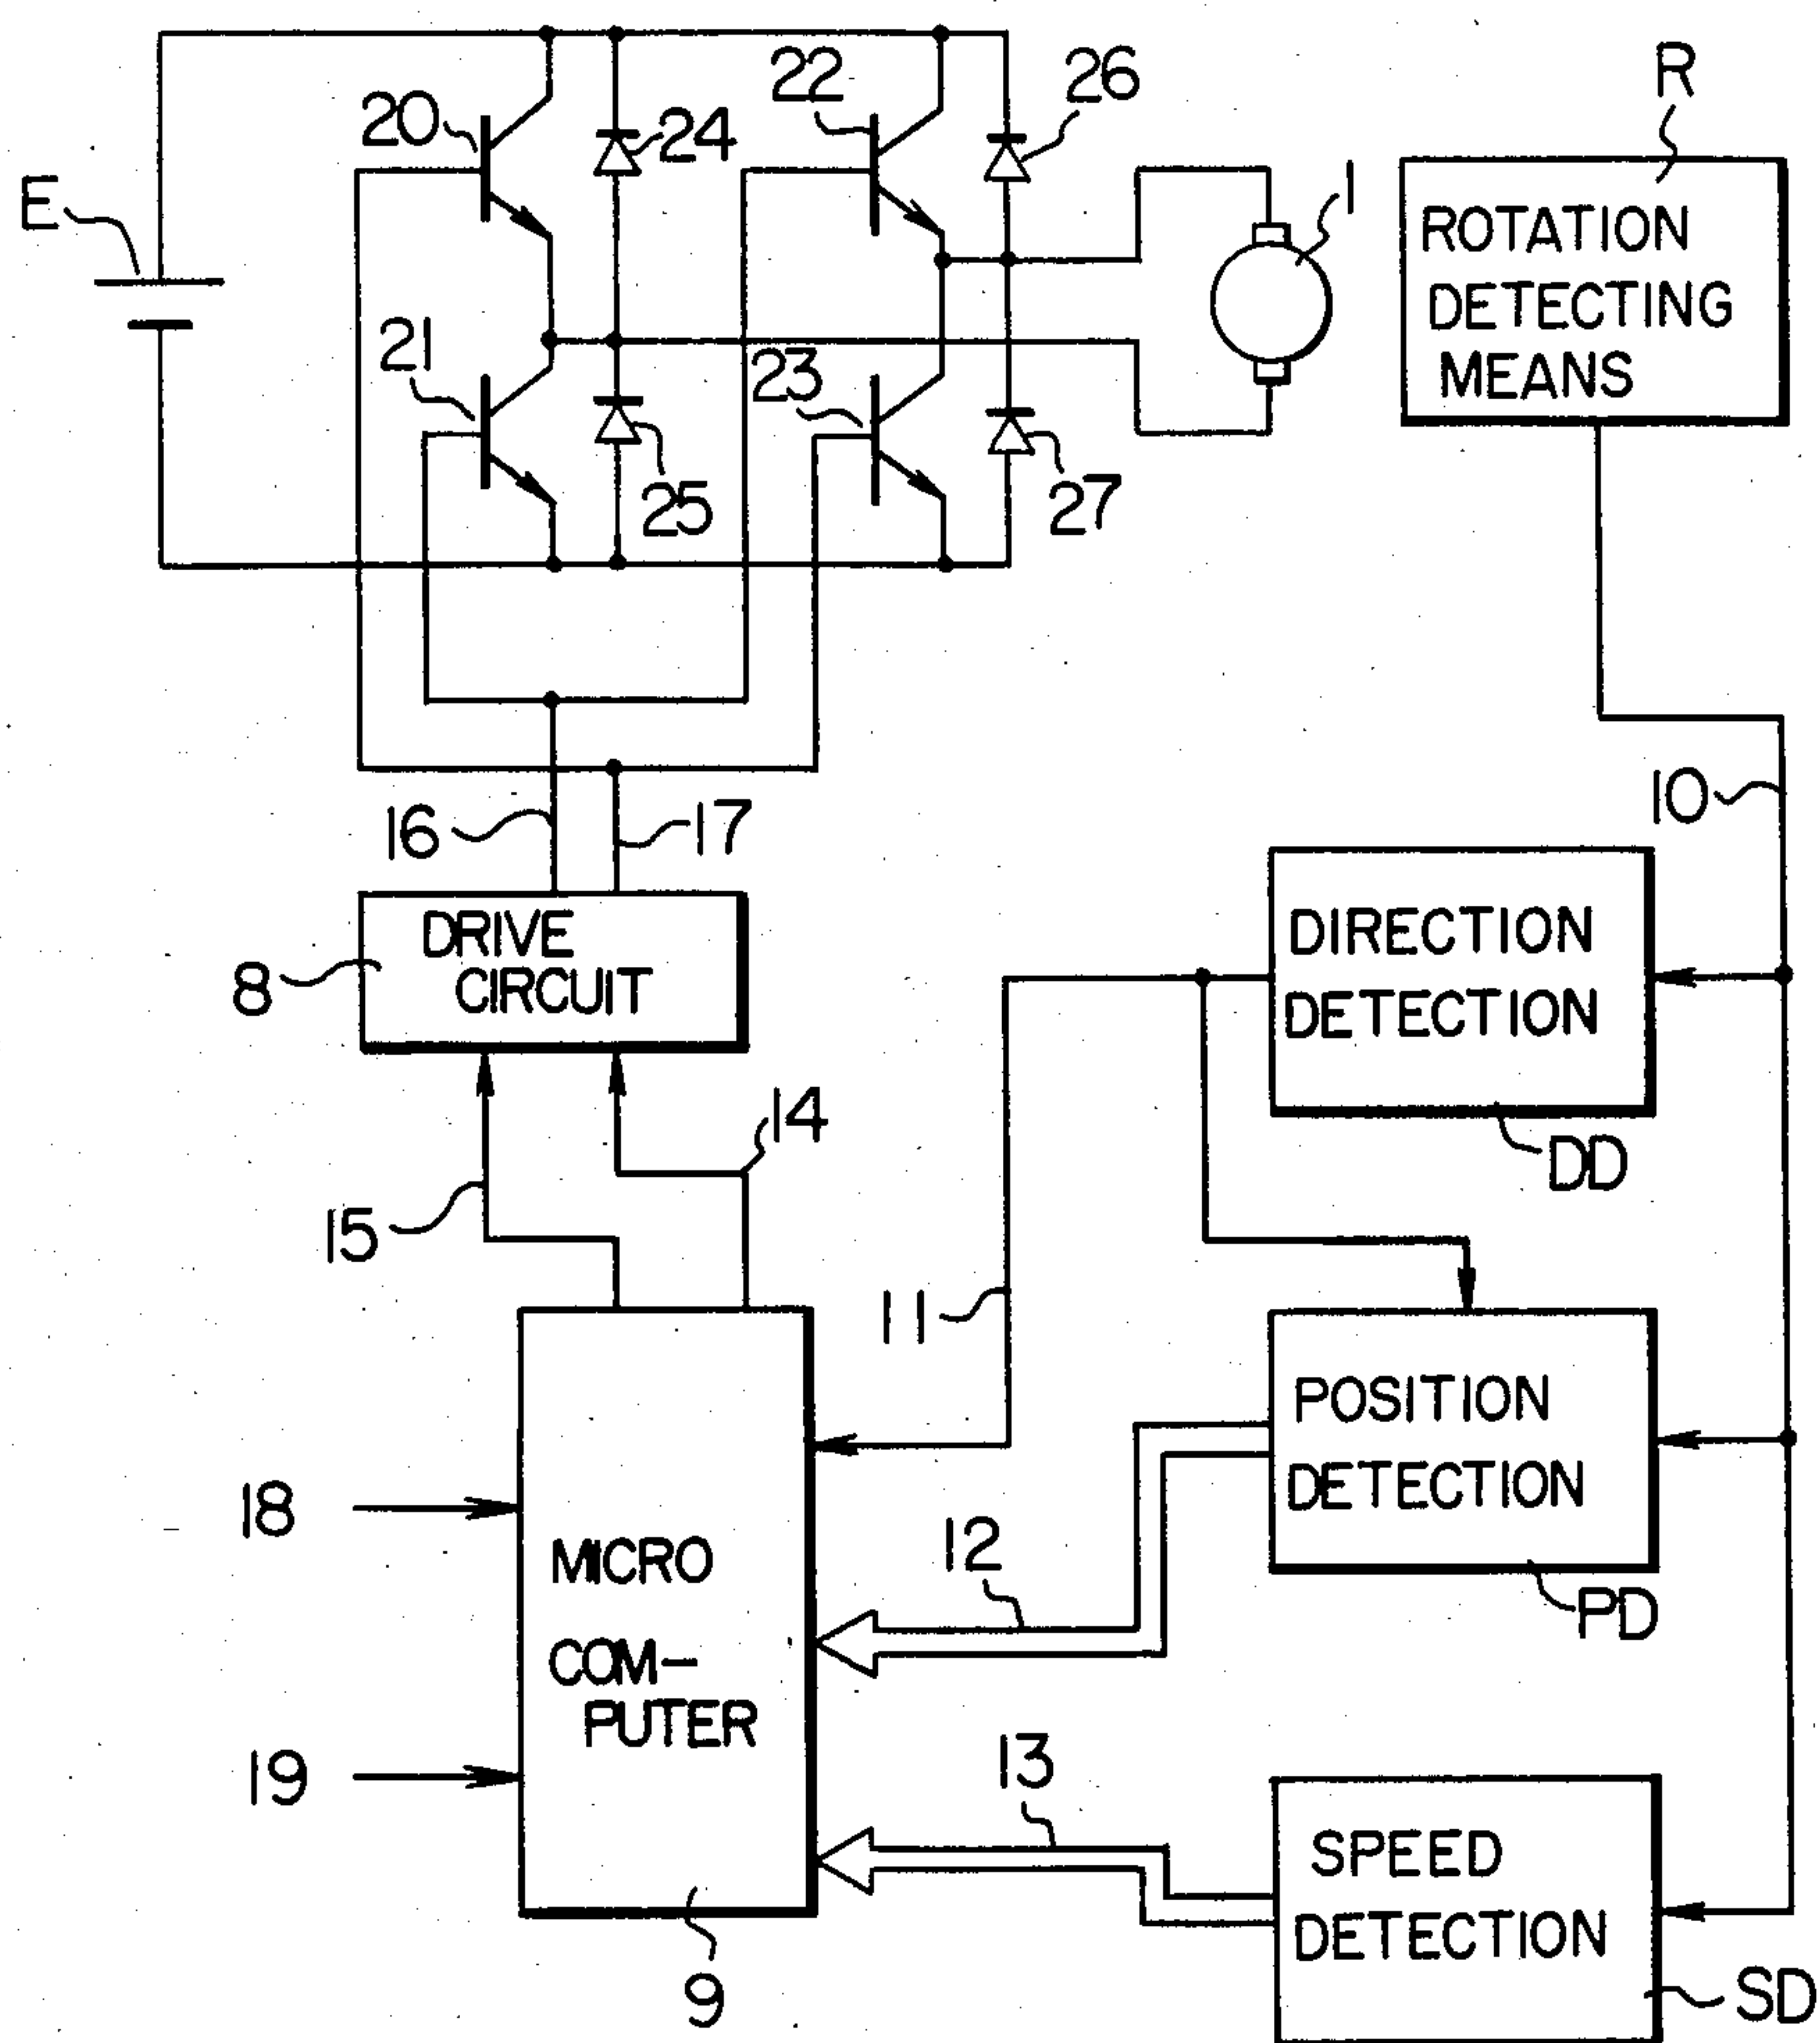 E
20
24
22
26
1
R
ROTATION
DETECTING
MEANS
21
25
23
27
16
17
10
DRIVE
CIRCUIT
8
DIRECTION
DETECTION
DD
14
15
11
POSITION
DETECTION
PD
18
MICRO
COM-
PUTER
12
19
13
SPEED
DETECTION
SD
9